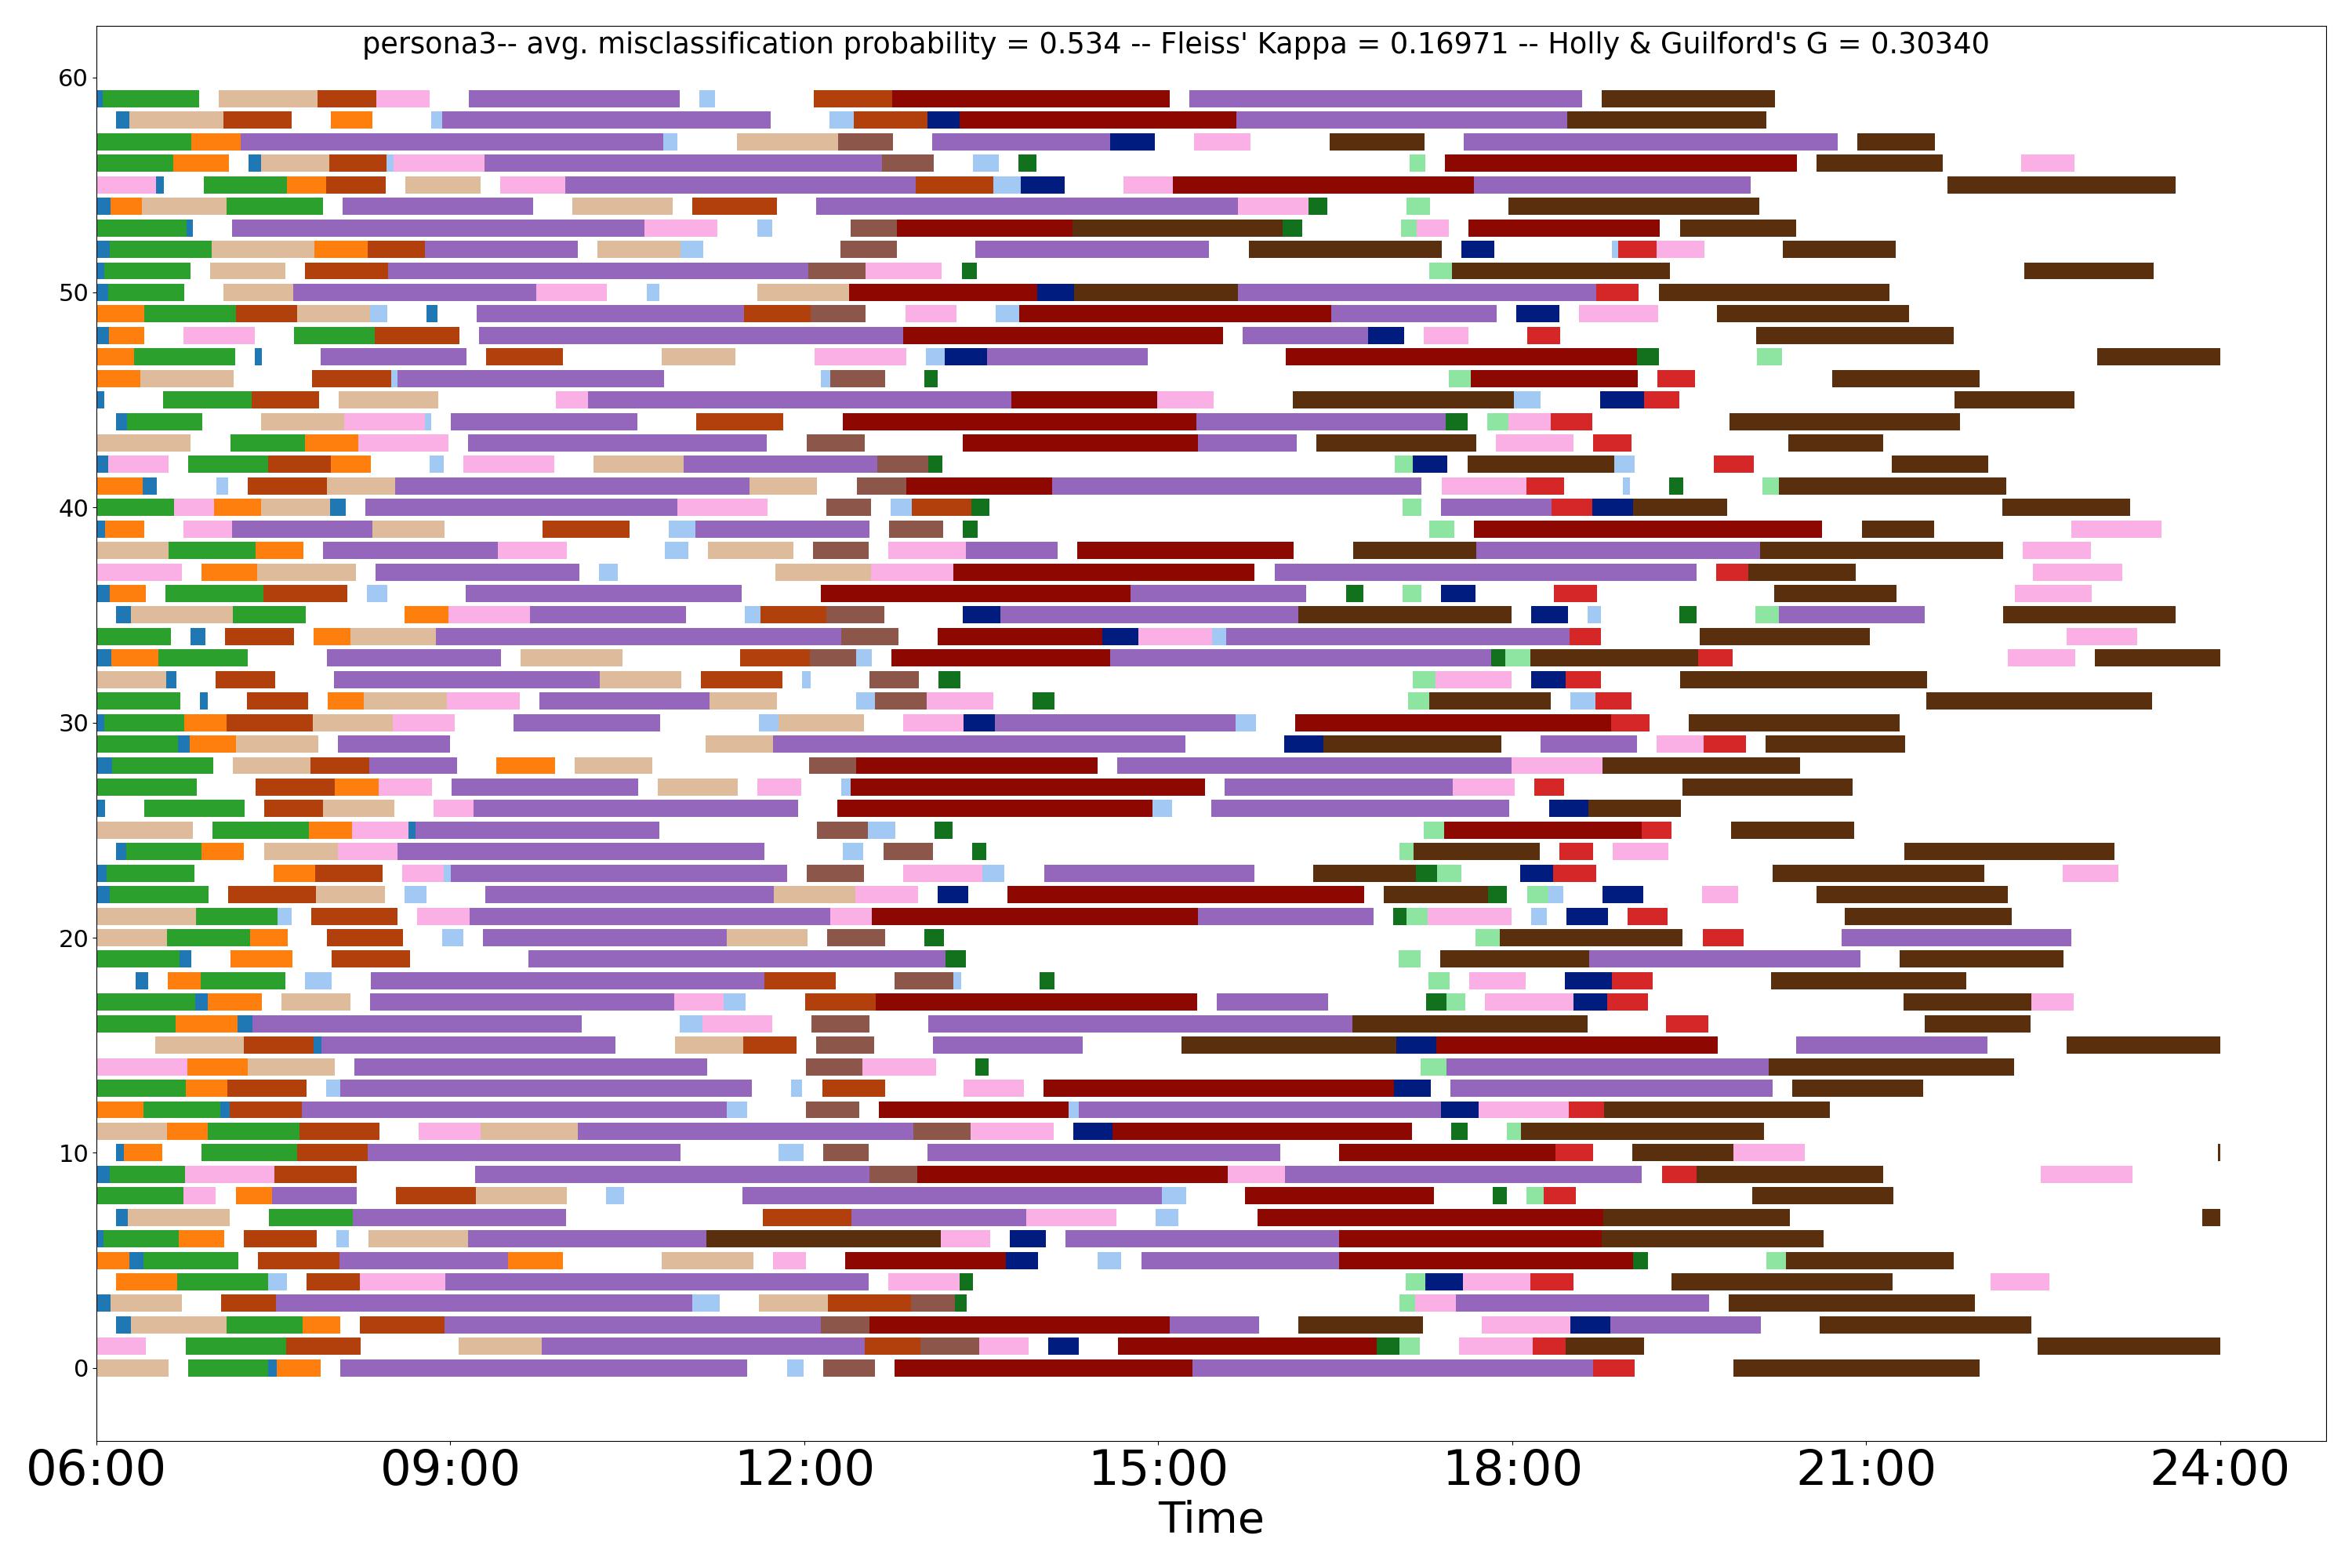 persona3-- avg. misclassification probability = 0.534 -- Fleiss' Kappa = 0.16971 -- Holly & Guilford's G = 0.30340
60
50
40
30
20
10
0
06:00 09:00 12:00 15:00 18:00 21:00 24:00
Time